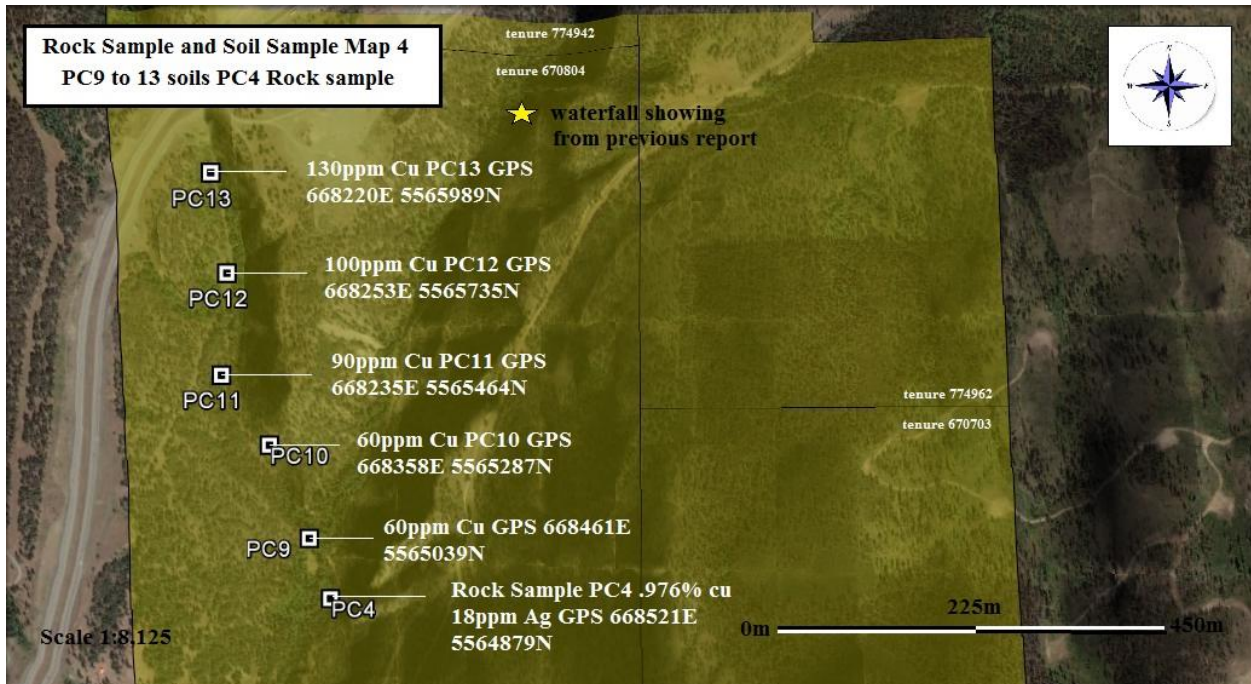 Rock Sample and Soil Sample Map 4
PC9 to 13 soils PC4 Rock sample
tenure 774942
tenure 670804
N
W
E
S
waterfall showing
from previous report
130ppm Cu PC13 GPS
668220E 5565989N
PC13
100ppm Cu PC12 GPS
668253E 5565735N
PC12
90ppm Cu PC11 GPS
668235E 5565464N
PC11
tenure 774962
tenure 670703
60ppm Cu PC10 GPS
668358E 5565287N
PC10
60ppm Cu GPS 668461E
5565039N
PC9
Rock Sample PC4 .976% cu
18ppm Ag GPS 668521E
5564879N
PC4
Scale 1:8.125
0m
225m
450m